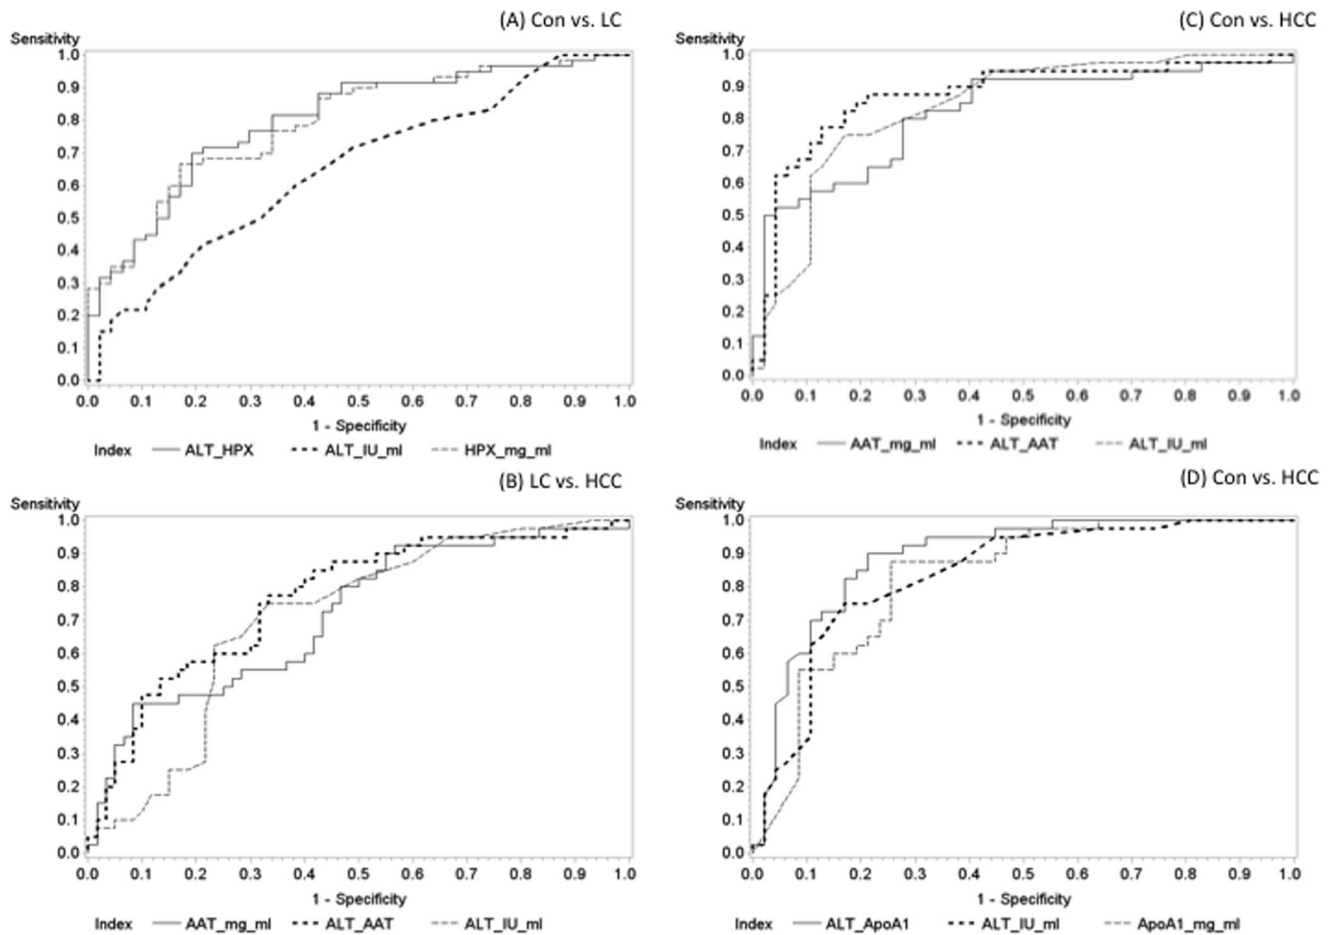 (A) Con vs. LC
Sensitivity
1.0
0.9
0.8
0.7
0.6
0.5
0.4
0.3
0.2
0.1
0.0
0.0 0.1 0.2 0.3 0.4 0.5 0.6 0.7 0.8 0.9 1.0
1 - Specificity
Index ALT_HPX ALT_IU_ml HPX_mg_ml
(C) Con vs. HCC
Sensitivity
1.0
0.9
0.8
0.7
0.6
0.5
0.4
0.3
0.2
0.1
0.0
0.0 0.1 0.2 0.3 0.4 0.5 0.6 0.7 0.8 0.9 1.0
1 - Specificity
Index AAT_mg_ml ALT_AAT ALT_IU_ml
(B) LC vs. HCC
Sensitivity
1.0
0.9
0.8
0.7
0.6
0.5
0.4
0.3
0.2
0.1
0.0
0.0 0.1 0.2 0.3 0.4 0.5 0.6 0.7 0.8 0.9 1.0
1 - Specificity
Index AAT_mg_ml ALT_AAT ALT_IU_ml
(D) Con vs. HCC
Sensitivity
1.0
0.9
0.8
0.7
0.6
0.5
0.4
0.3
0.2
0.1
0.0
0.0 0.1 0.2 0.3 0.4 0.5 0.6 0.7 0.8 0.9 1.0
1 - Specificity
Index ALT_ApoA1 ALT_IU_ml ApoA1_mg_ml